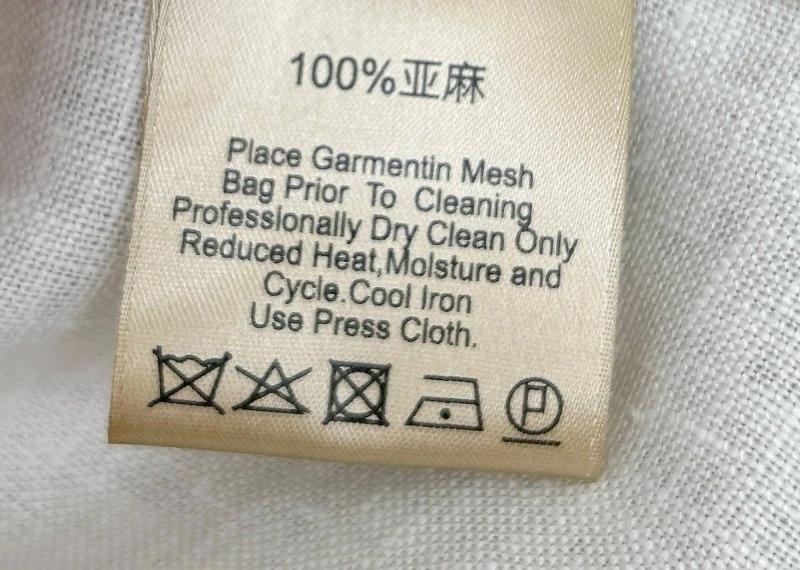 100%亚麻
Place Garmentin Mesh
Bag Prior To Cleaning
Professionally Dry Clean Only
Reduced Heat,Molsture and
Cycle.Cool Iron
Use Press Cloth.
P